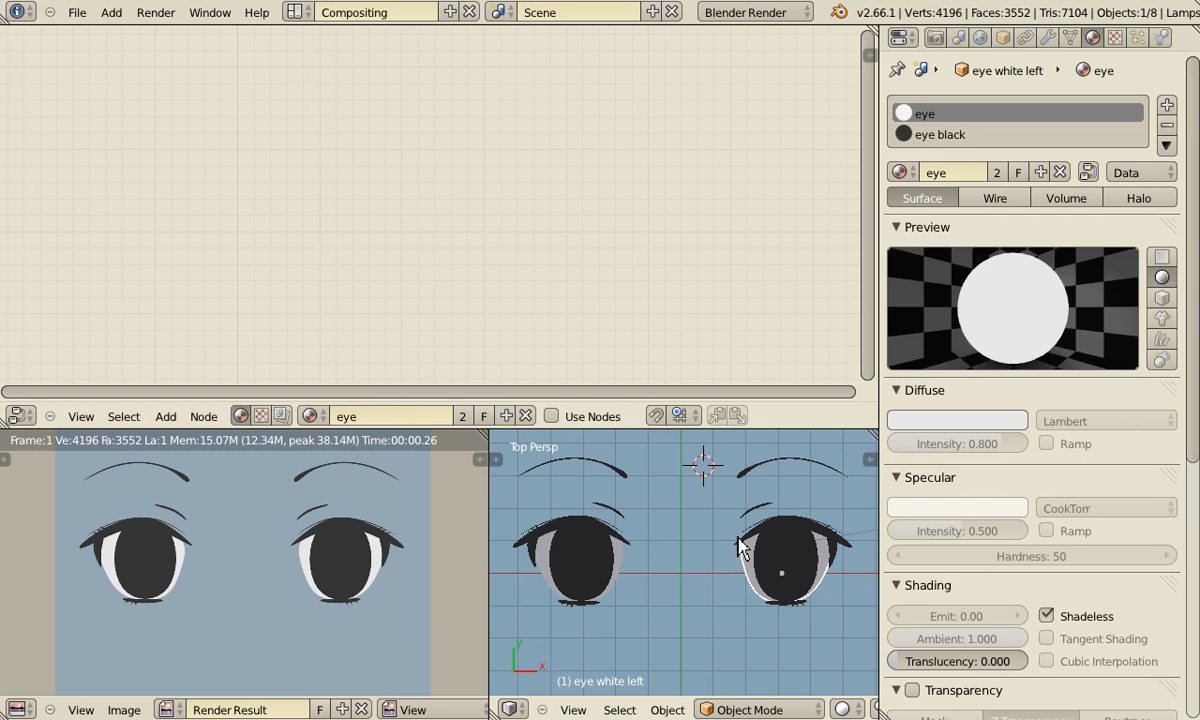 File Add Render Window Help Compositing Scene Blender Render v2.66.1 | Verts:4196 | Faces:3552 | Tris:7104 | Objects:1/8 | Lamp
eye white left eye
eye
eye black
eye 2 F Data
Surface Wire Volume Halo
Preview
Diffuse
Lambert
Intensity: 0.800 Ramp
Specular
CookTorr
Intensity: 0.500 Ramp
Hardness: 50
Shading
Emit: 0.00 Shadeless
Ambient: 1.000 Tangent Shading
Translucency: 0.000 Cubic Interpolation
Transparency
View Select Add Node eye 2 F Use Nodes
Frame:1 Ve:4196 Fa:3552 La:1 Mem:15.07M (12.34M, peak 38.14M) Time:00:00.26
Top Persp
y
x
(1) eye white left
View Image Render Result F View
View Select Object Object Mode